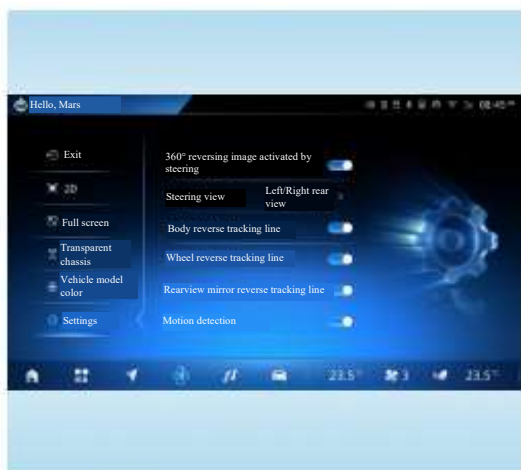 Hello, Mars
08:45
Exit
2D
Full screen
Transparent
chassis
Vehicle model
color
Settings
360° reversing image activated by
steering
Steering view
Left/Right rear
view
Body reverse tracking line
Wheel reverse tracking line
Rearview mirror reverse tracking line
Motion detection
23.5
3
23.5